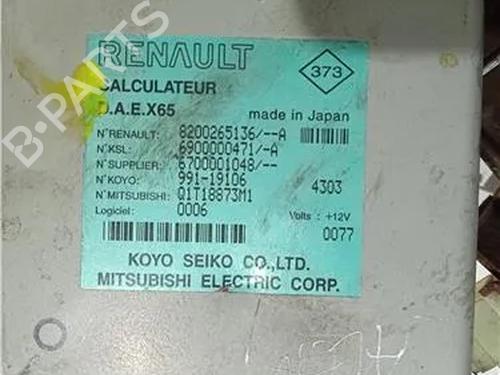 RENAULT
373
CALCULATEUR
D.A.E.X65
made in Japan
N°RENAULT: 8200265136/--A
N°KSL: 6900000471/-A
N°SUPPLIER: 6700001048/--
N°KOYO: 991-19106
4303
N°MITSUBISHI: Q1T18873M1
Logiciel: 0006
Volts: +12V
0077
KOYO SEIKO CO.,LTD.
MITSUBISHI ELECTRIC CORP.
B-PARTS